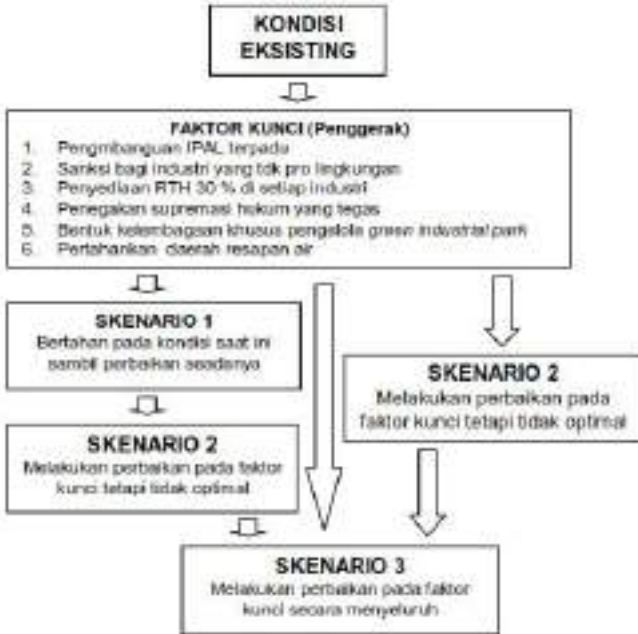 KONDISI
EKSISTING
FAKTOR KUNCI (Penggerak)
1. Pengmbanguan IPAL terpadu
2. Sanksi bagi industri yang tdk pro lingkungan
3. Penyediaan RTH 30 % di setiap industri
4. Penegakan supremasi hukum yang tegas
5. Bentuk kelembagaan khusus pengelola green industrial park
6. Pertahankan daerah resapan air
SKENARIO 1
Bertahan pada kondisi saat ini
sambil perbaikan seadanya
SKENARIO 2
Melakukan perbaikan pada faktor
kunci tetapi tidak optimal
SKENARIO 2
Melakukan perbaikan pada
faktor kunci tetapi tidak optimal
SKENARIO 3
Melakukan perbaikan pada faktor
kunci secara menyeluruh